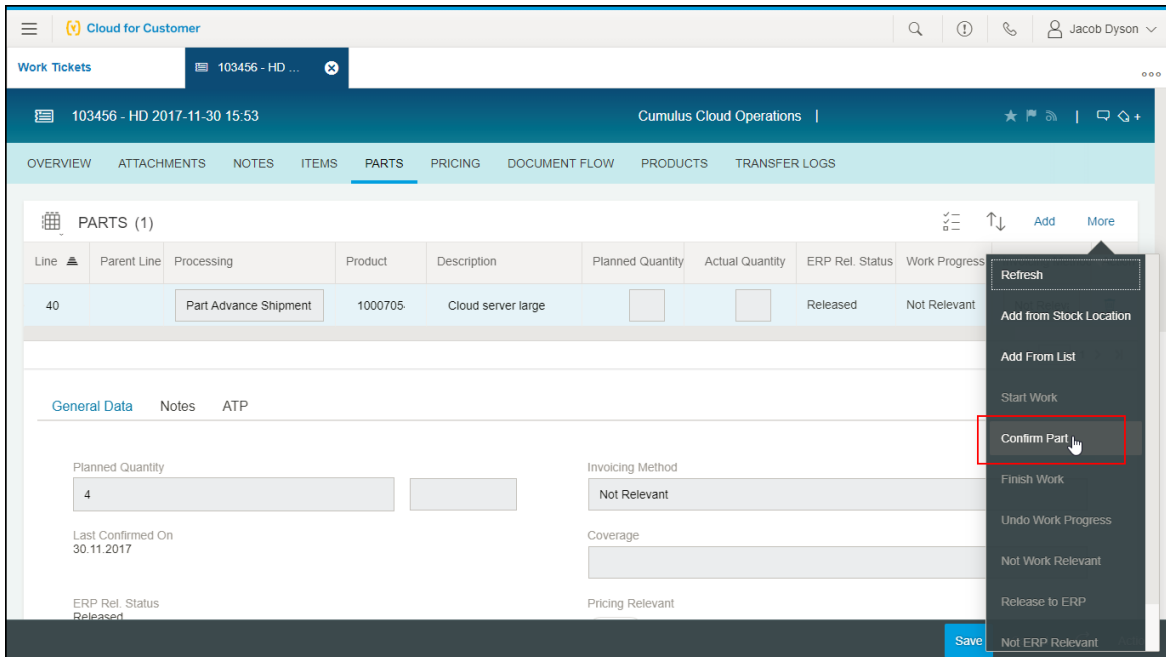 Cloud for Customer
Jacob Dyson
Work Tickets
103456 - HD ...
103456 - HD 2017-11-30 15:53
Cumulus Cloud Operations |
OVERVIEW ATTACHMENTS NOTES ITEMS PARTS PRICING DOCUMENT FLOW PRODUCTS TRANSFER LOGS
PARTS (1)
Add More
Line Parent Line Processing Product Description Planned Quantity Actual Quantity ERP Rel. Status Work Progress
40 Part Advance Shipment 1000705- Cloud server large Released Not Relevant
Refresh
Add from Stock Location
Add From List
Start Work
Confirm Part
Finish Work
Undo Work Progress
Not Work Relevant
Release to ERP
Not ERP Relevant
General Data Notes ATP
Planned Quantity
4
Invoicing Method
Not Relevant
Last Confirmed On
30.11.2017
Coverage
ERP Rel. Status
Released
Pricing Relevant
Save